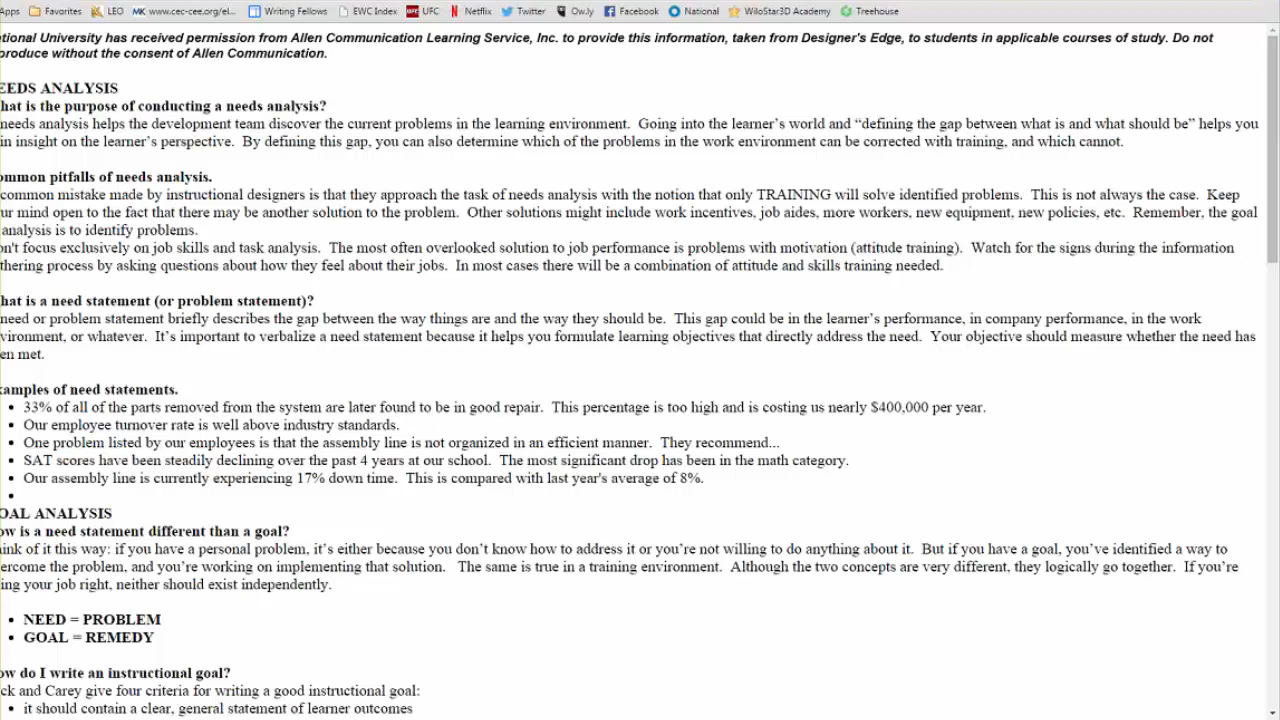 Apps Favorites LEO www.cec-cee.org/el... Writing Fellows EWC Index UFC Netflix Twitter Ow.ly Facebook National WiloStar3D Academy Treehouse
tional University has received permission from Allen Communication Learning Service, Inc. to provide this information, taken from Designer's Edge, to students in applicable courses of study. Do not
produce without the consent of Allen Communication.
EEDS ANALYSIS
hat is the purpose of conducting a needs analysis?
needs analysis helps the development team discover the current problems in the learning environment. Going into the learner’s world and “defining the gap between what is and what should be” helps you
in insight on the learner’s perspective. By defining this gap, you can also determine which of the problems in the work environment can be corrected with training, and which cannot.
ommon pitfalls of needs analysis.
common mistake made by instructional designers is that they approach the task of needs analysis with the notion that only TRAINING will solve identified problems. This is not always the case. Keep
ur mind open to the fact that there may be another solution to the problem. Other solutions might include work incentives, job aides, more workers, new equipment, new policies, etc. Remember, the goal
analysis is to identify problems.
on't focus exclusively on job skills and task analysis. The most often overlooked solution to job performance is problems with motivation (attitude training). Watch for the signs during the information
thering process by asking questions about how they feel about their jobs. In most cases there will be a combination of attitude and skills training needed.
hat is a need statement (or problem statement)?
need or problem statement briefly describes the gap between the way things are and the way they should be. This gap could be in the learner’s performance, in company performance, in the work
vironment, or whatever. It’s important to verbalize a need statement because it helps you formulate learning objectives that directly address the need. Your objective should measure whether the need has
en met.
xamples of need statements.
• 33% of all of the parts removed from the system are later found to be in good repair. This percentage is too high and is costing us nearly $400,000 per year.
• Our employee turnover rate is well above industry standards.
• One problem listed by our employees is that the assembly line is not organized in an efficient manner. They recommend...
• SAT scores have been steadily declining over the past 4 years at our school. The most significant drop has been in the math category.
• Our assembly line is currently experiencing 17% down time. This is compared with last year's average of 8%.
•
OAL ANALYSIS
ow is a need statement different than a goal?
ink of it this way: if you have a personal problem, it’s either because you don’t know how to address it or you’re not willing to do anything about it. But if you have a goal, you’ve identified a way to
ercome the problem, and you’re working on implementing that solution. The same is true in a training environment. Although the two concepts are very different, they logically go together. If you’re
ing your job right, neither should exist independently.
• NEED = PROBLEM
• GOAL = REMEDY
ow do I write an instructional goal?
ck and Carey give four criteria for writing a good instructional goal:
• it should contain a clear, general statement of learner outcomes